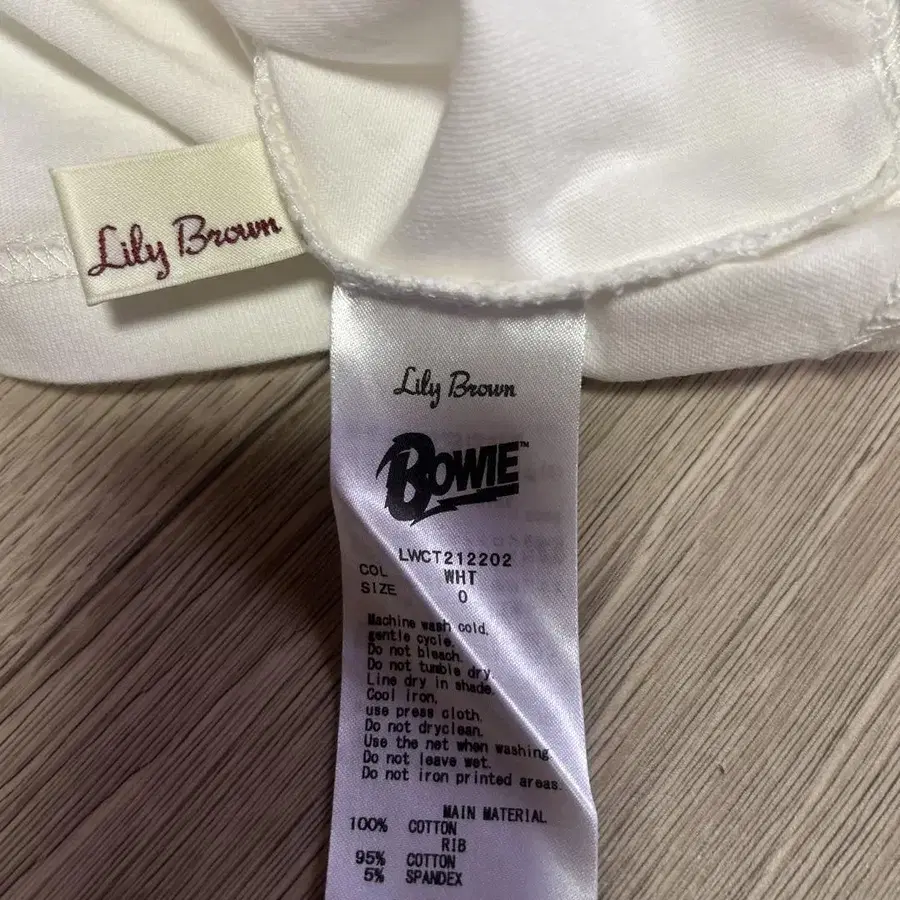 Lily Brown
Lily Brown
BOWIE™
LWCT212202
COL WHT
SIZE 0
Machine wash cold,
gentle cycle.
Do not bleach.
Do not tumble dry
Line dry in shade.
Cool iron,
use press cloth.
Do not dryclean.
Use the net when washing
Do not leave wet.
Do not iron printed areas.
MAIN MATERIAL
100% COTTON
RIB
95% COTTON
5% SPANDEX